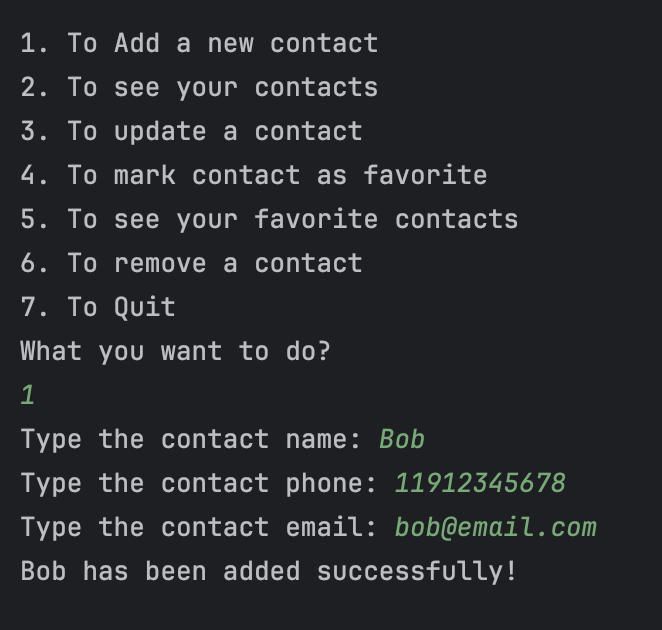 1. To Add a new contact
2. To see your contacts
3. To update a contact
4. To mark contact as favorite
5. To see your favorite contacts
6. To remove a contact
7. To Quit
What you want to do?
1
Type the contact name: Bob
Type the contact phone: 11912345678
Type the contact email: bob@email.com
Bob has been added successfully!